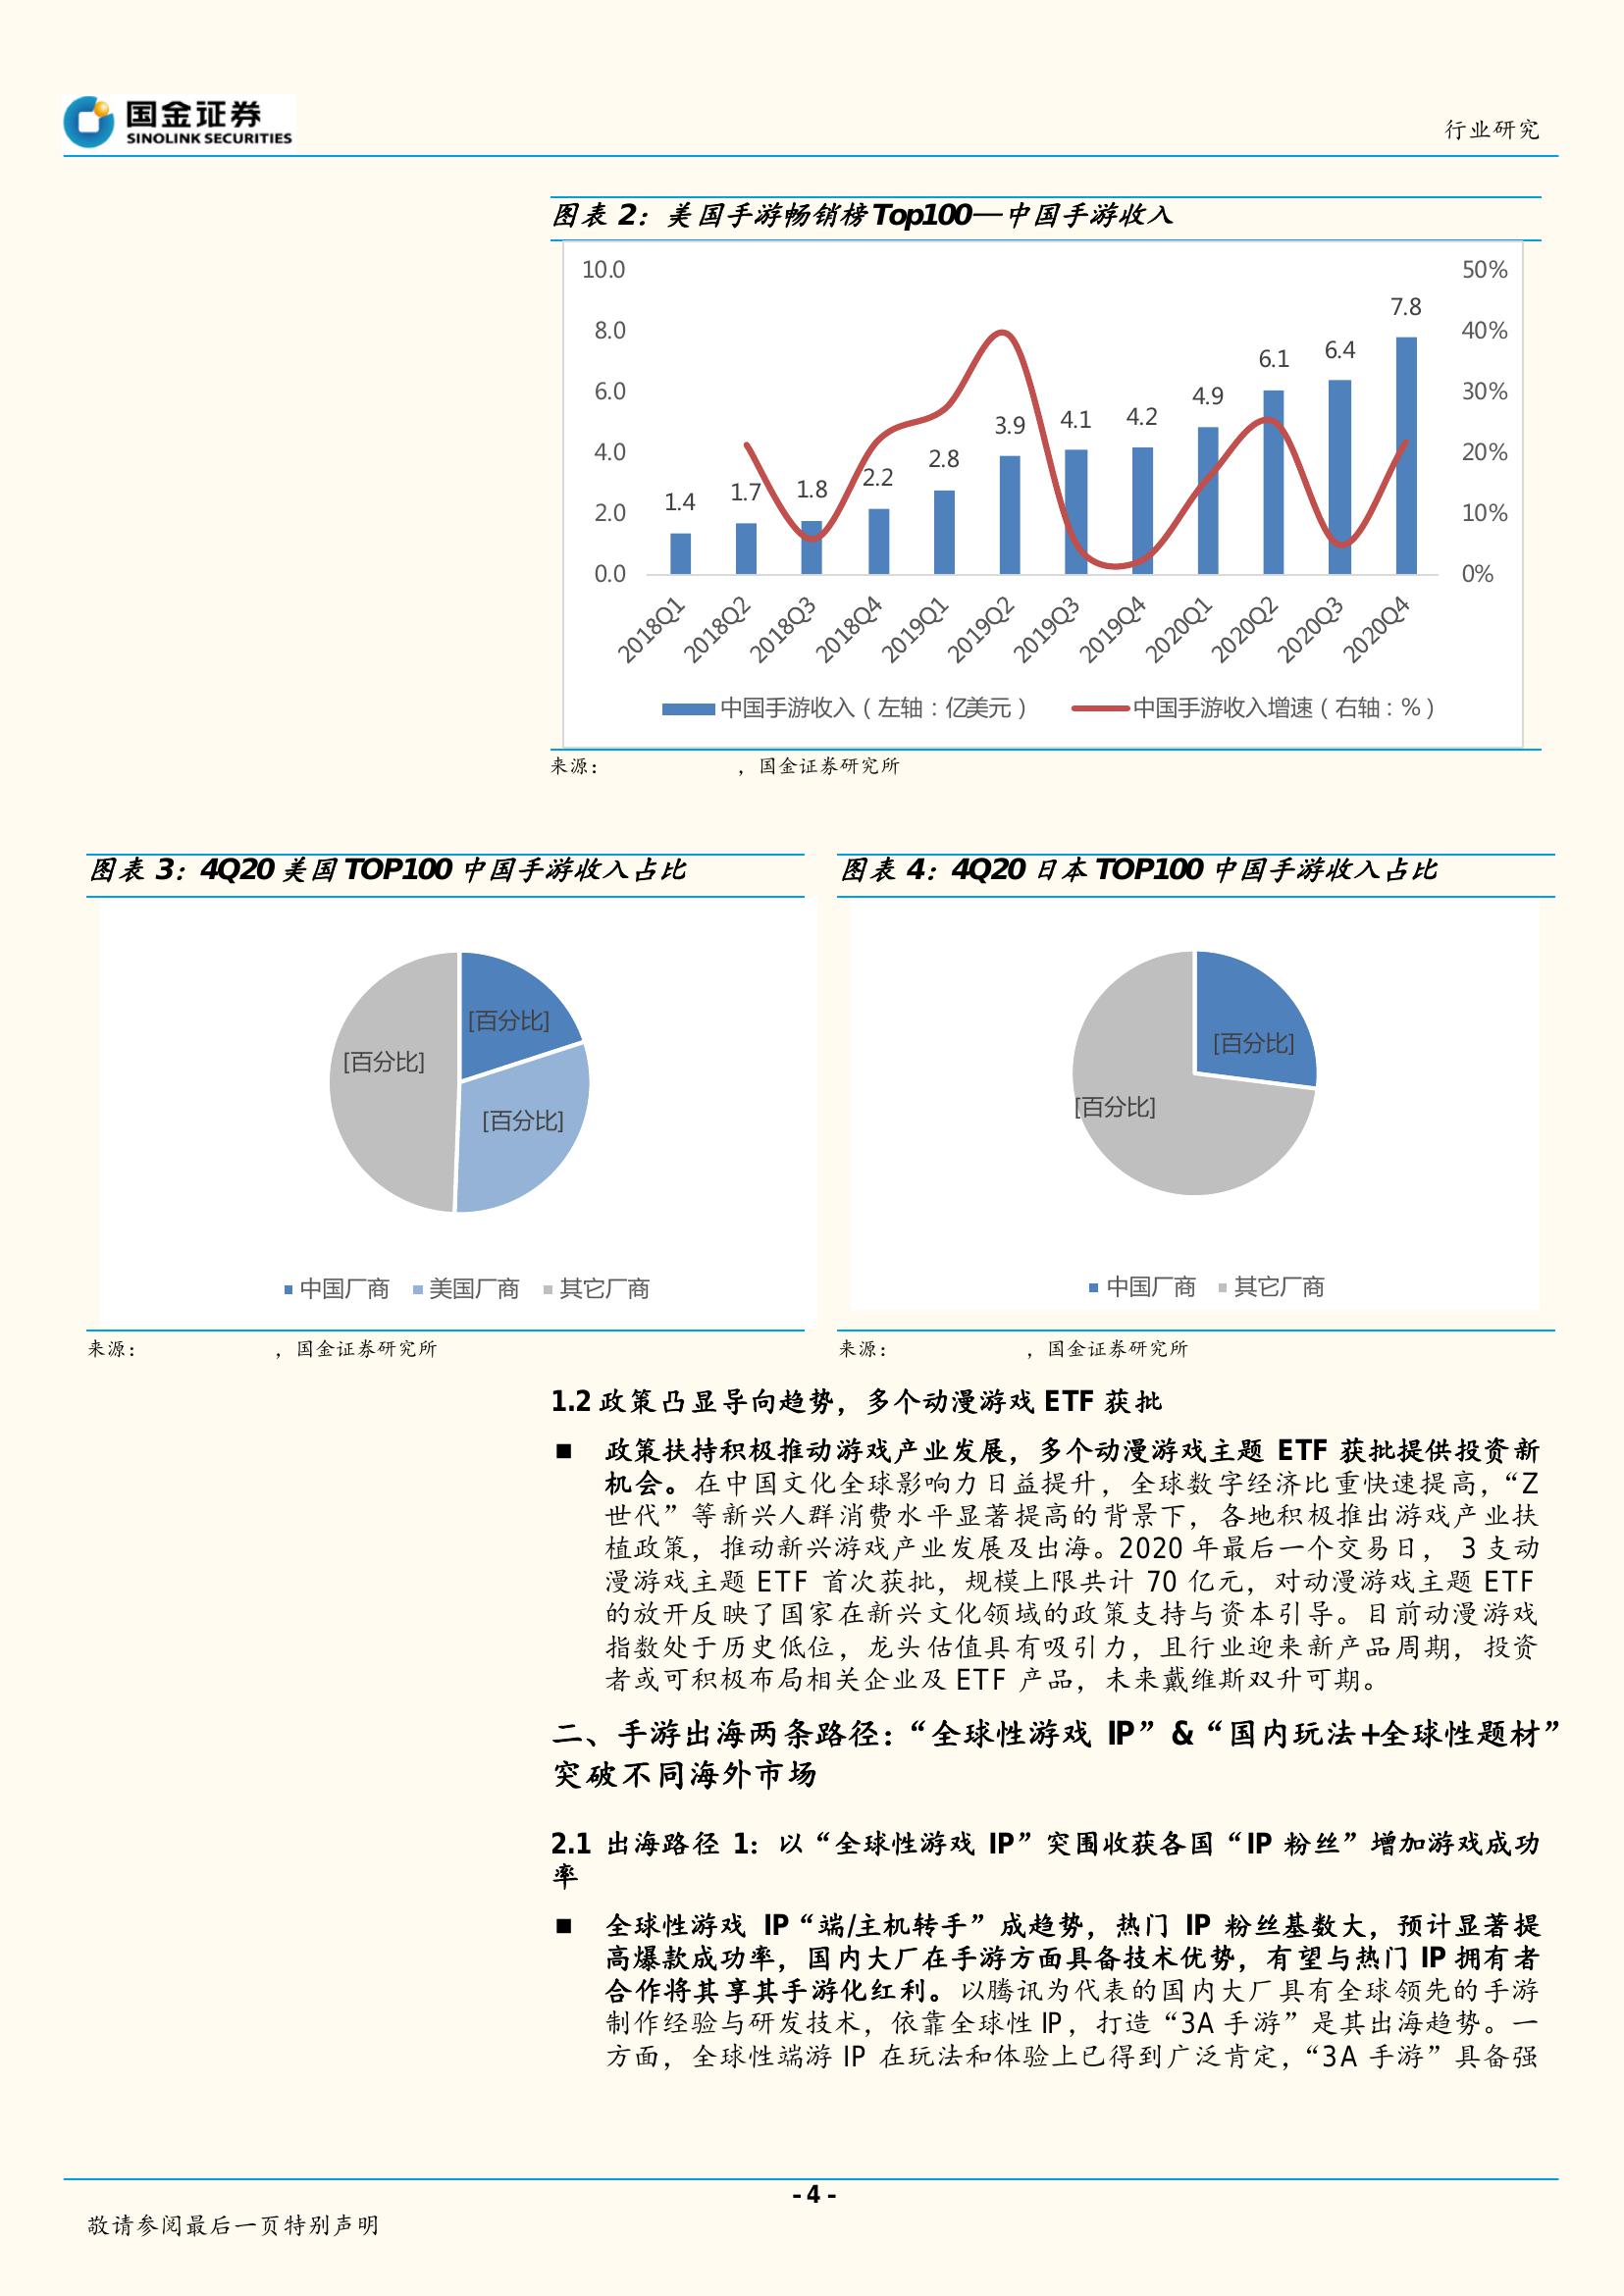 国金证券
SINOLINK SECURITIES
行业研究
图表 2：美国手游畅销榜 Top100—中国手游收入
10.0
8.0
6.0
4.0
2.0
0.0
50%
40%
30%
20%
10%
0%
1.4
1.7
1.8
2.2
2.8
3.9
4.1
4.2
4.9
6.1
6.4
7.8
2018Q1
2018Q2
2018Q3
2018Q4
2019Q1
2019Q2
2019Q3
2019Q4
2020Q1
2020Q2
2020Q3
2020Q4
中国手游收入（左轴：亿美元） 中国手游收入增速（右轴：%）
来源： ，国金证券研究所
图表 3：4Q20 美国 TOP100 中国手游收入占比
[百分比]
[百分比]
[百分比]
中国厂商 美国厂商 其它厂商
来源： ，国金证券研究所
图表 4：4Q20 日本 TOP100 中国手游收入占比
[百分比]
[百分比]
中国厂商 其它厂商
来源： ，国金证券研究所
1.2 政策凸显导向趋势，多个动漫游戏 ETF 获批
■ 政策扶持积极推动游戏产业发展，多个动漫游戏主题 ETF 获批提供投资新
机会。在中国文化全球影响力日益提升，全球数字经济比重快速提高，“Z
世代”等新兴人群消费水平显著提高的背景下，各地积极推出游戏产业扶
植政策，推动新兴游戏产业发展及出海。2020 年最后一个交易日， 3 支动
漫游戏主题 ETF 首次获批，规模上限共计 70 亿元，对动漫游戏主题 ETF
的放开反映了国家在新兴文化领域的政策支持与资本引导。目前动漫游戏
指数处于历史低位，龙头估值具有吸引力，且行业迎来新产品周期，投资
者或可积极布局相关企业及 ETF 产品，未来戴维斯双升可期。
二、手游出海两条路径：“全球性游戏 IP”&“国内玩法+全球性题材”
突破不同海外市场
2.1 出海路径 1：以“全球性游戏 IP”突围收获各国“IP 粉丝”增加游戏成功
率
■ 全球性游戏 IP“端/主机转手”成趋势，热门 IP 粉丝基数大，预计显著提
高爆款成功率，国内大厂在手游方面具备技术优势，有望与热门 IP 拥有者
合作将其享其手游化红利。以腾讯为代表的国内大厂具有全球领先的手游
制作经验与研发技术，依靠全球性 IP，打造“3A 手游”是其出海趋势。一
方面，全球性端游 IP 在玩法和体验上已得到广泛肯定，“3A 手游”具备强
- 4 -
敬请参阅最后一页特别声明